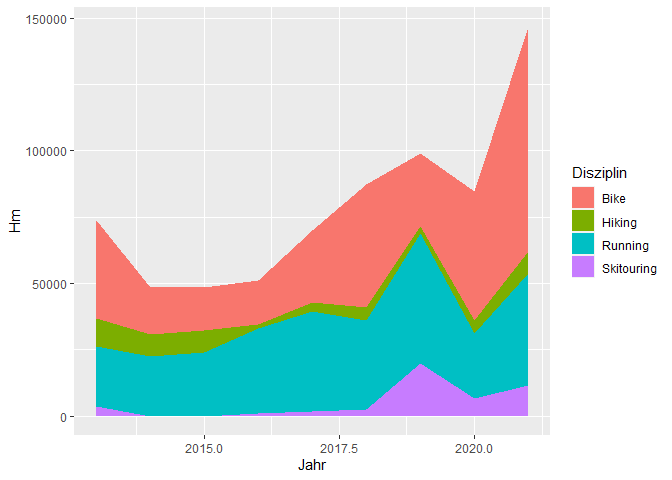 150000
100000
50000
0
Hm
2015.0
2017.5
2020.0
Jahr
Disziplin
Bike
Hiking
Running
Skitouring